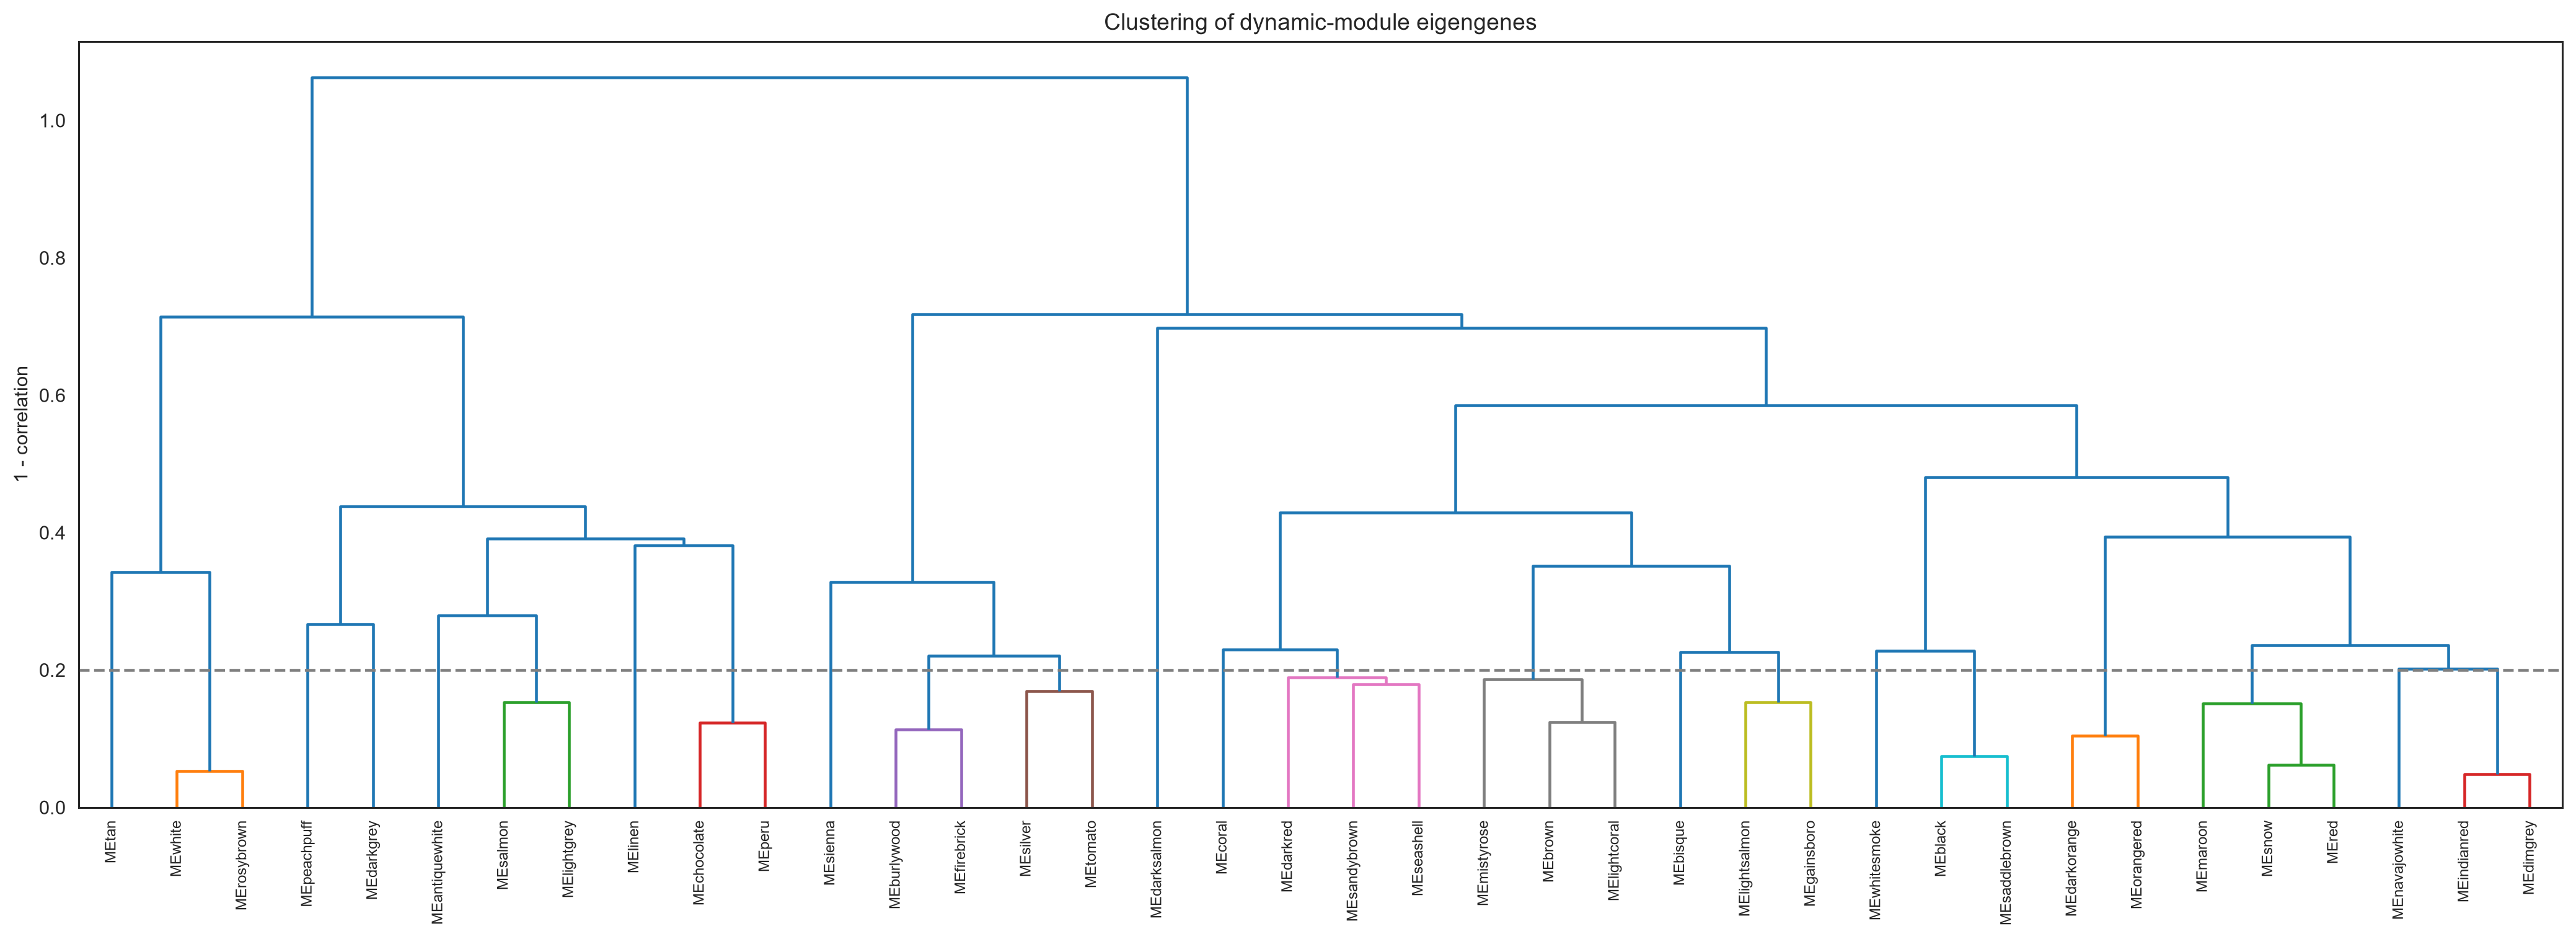 Clustering of dynamic-module eigengenes
1 - correlation
1.0
0.8
0.6
0.4
0.2
0.0
MEtan
MEwhite
MErosybrown
MEpeachpuff
MEdarkgrey
MEantiquewhite
MEsalmon
MElightgrey
MElinen
MEchocolate
MEperu
MEsienna
MEburlywood
MEfirebrick
MEsilver
MEtomato
MEdarksalmon
MEcoral
MEdarkred
MEsandybrown
MEseashell
MEmistyrose
MEbrown
MElightcoral
MEbisque
MElightsalmon
MEgainsboro
MEwhitesmoke
MEblack
MEsaddlebrown
MEdarkorange
MEorangered
MEmaroon
MEsnow
MEred
MEnavajowhite
MEindianred
MEdimgrey